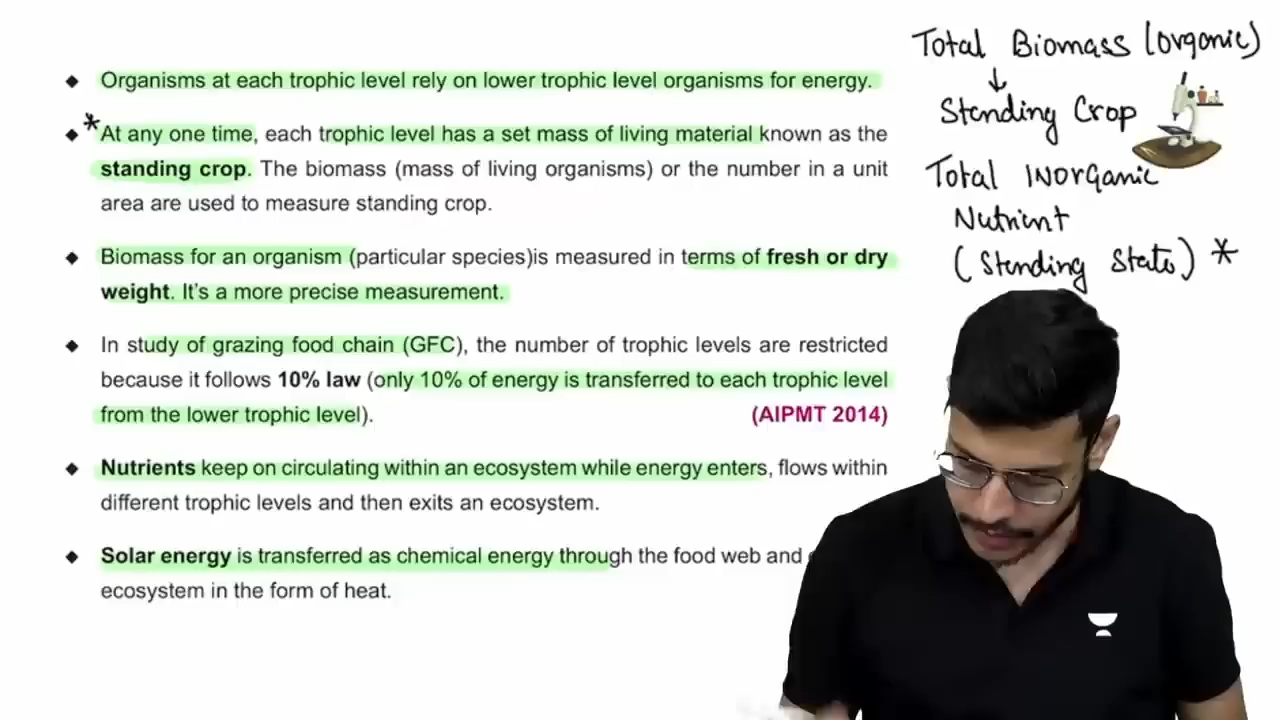 Organisms at each trophic level rely on lower trophic level organisms for energy.
*At any one time, each trophic level has a set mass of living material known as the
standing crop. The biomass (mass of living organisms) or the number in a unit
area are used to measure standing crop.
Biomass for an organism (particular species)is measured in terms of fresh or dry
weight. It's a more precise measurement.
In study of grazing food chain (GFC), the number of trophic levels are restricted
because it follows 10% law (only 10% of energy is transferred to each trophic level
from the lower trophic level).
(AIPMT 2014)
Nutrients keep on circulating within an ecosystem while energy enters, flows within
different trophic levels and then exits an ecosystem.
Solar energy is transferred as chemical energy through the food web and
ecosystem in the form of heat.
Total Biomass (organic)
↓
Standing Crop
Total INOrganic
Nutrient
(Standing State) *